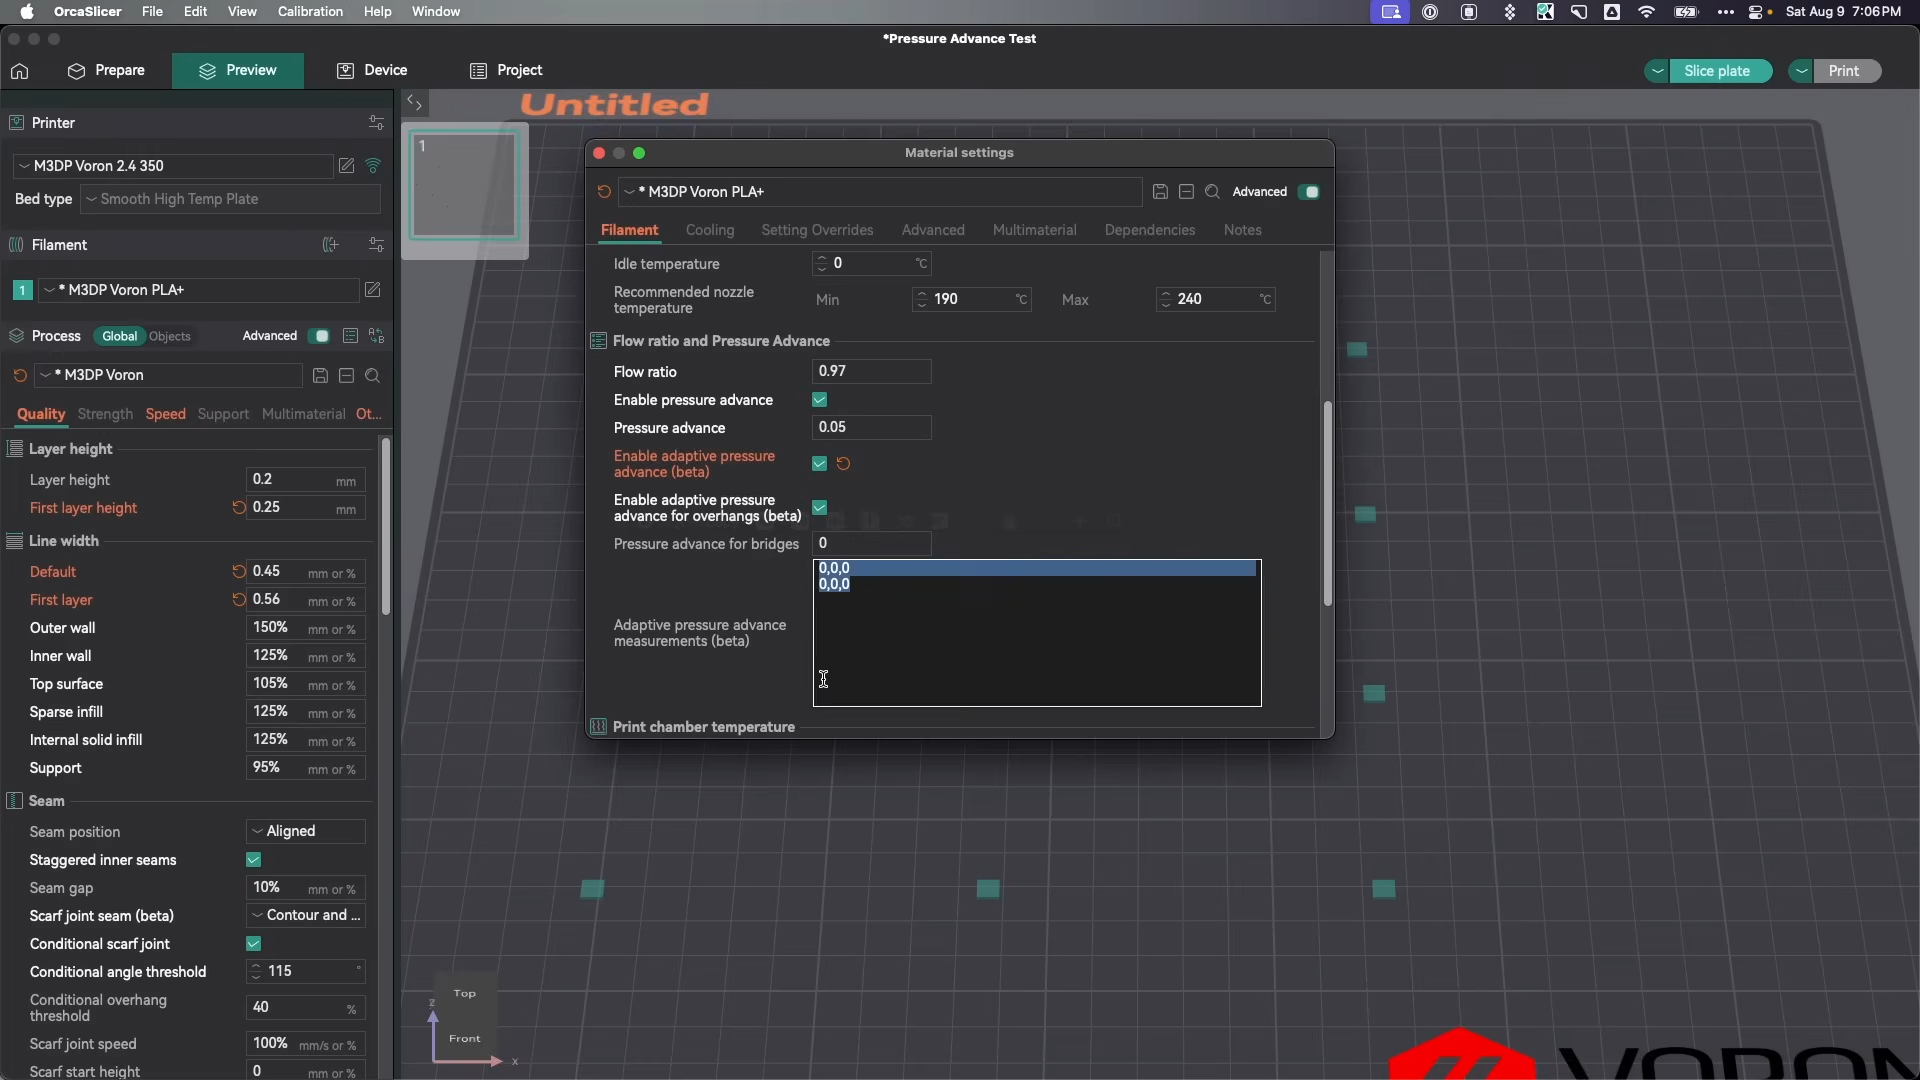 OrcaSlicer File Edit View Calibration Help Window
Sat Aug 9 7:06 PM
*Pressure Advance Test
Prepare
Preview
Device
Project
Slice plate
Print
Printer
M3DP Voron 2.4 350
Bed type
Smooth High Temp Plate
Filament
1
* M3DP Voron PLA+
Process
Global
Objects
Advanced
* M3DP Voron
Quality
Strength
Speed
Support
Multimaterial
Ot...
Layer height
Layer height 0.2 mm
First layer height 0.25 mm
Line width
Default 0.45 mm or %
First layer 0.56 mm or %
Outer wall 150% mm or %
Inner wall 125% mm or %
Top surface 105% mm or %
Sparse infill 125% mm or %
Internal solid infill 125% mm or %
Support 95% mm or %
Seam
Seam position Aligned
Staggered inner seams
Seam gap 10% mm or %
Scarf joint seam (beta) Contour and ...
Conditional scarf joint
Conditional angle threshold 115 °
Conditional overhang
threshold 40 %
Scarf joint speed 100% mm/s or %
Scarf start height 0 mm or %
Untitled
1
Material settings
* M3DP Voron PLA+
Advanced
Filament
Cooling
Setting Overrides
Advanced
Multimaterial
Dependencies
Notes
Idle temperature 0 °C
Recommended nozzle
temperature Min 190 °C Max 240 °C
Flow ratio and Pressure Advance
Flow ratio 0.97
Enable pressure advance
Pressure advance 0.05
Enable adaptive pressure
advance (beta)
Enable adaptive pressure
advance for overhangs (beta)
Pressure advance for bridges 0
0,0,0
0,0,0
Adaptive pressure advance
measurements (beta)
Print chamber temperature
Top
Front
z
x
VORON